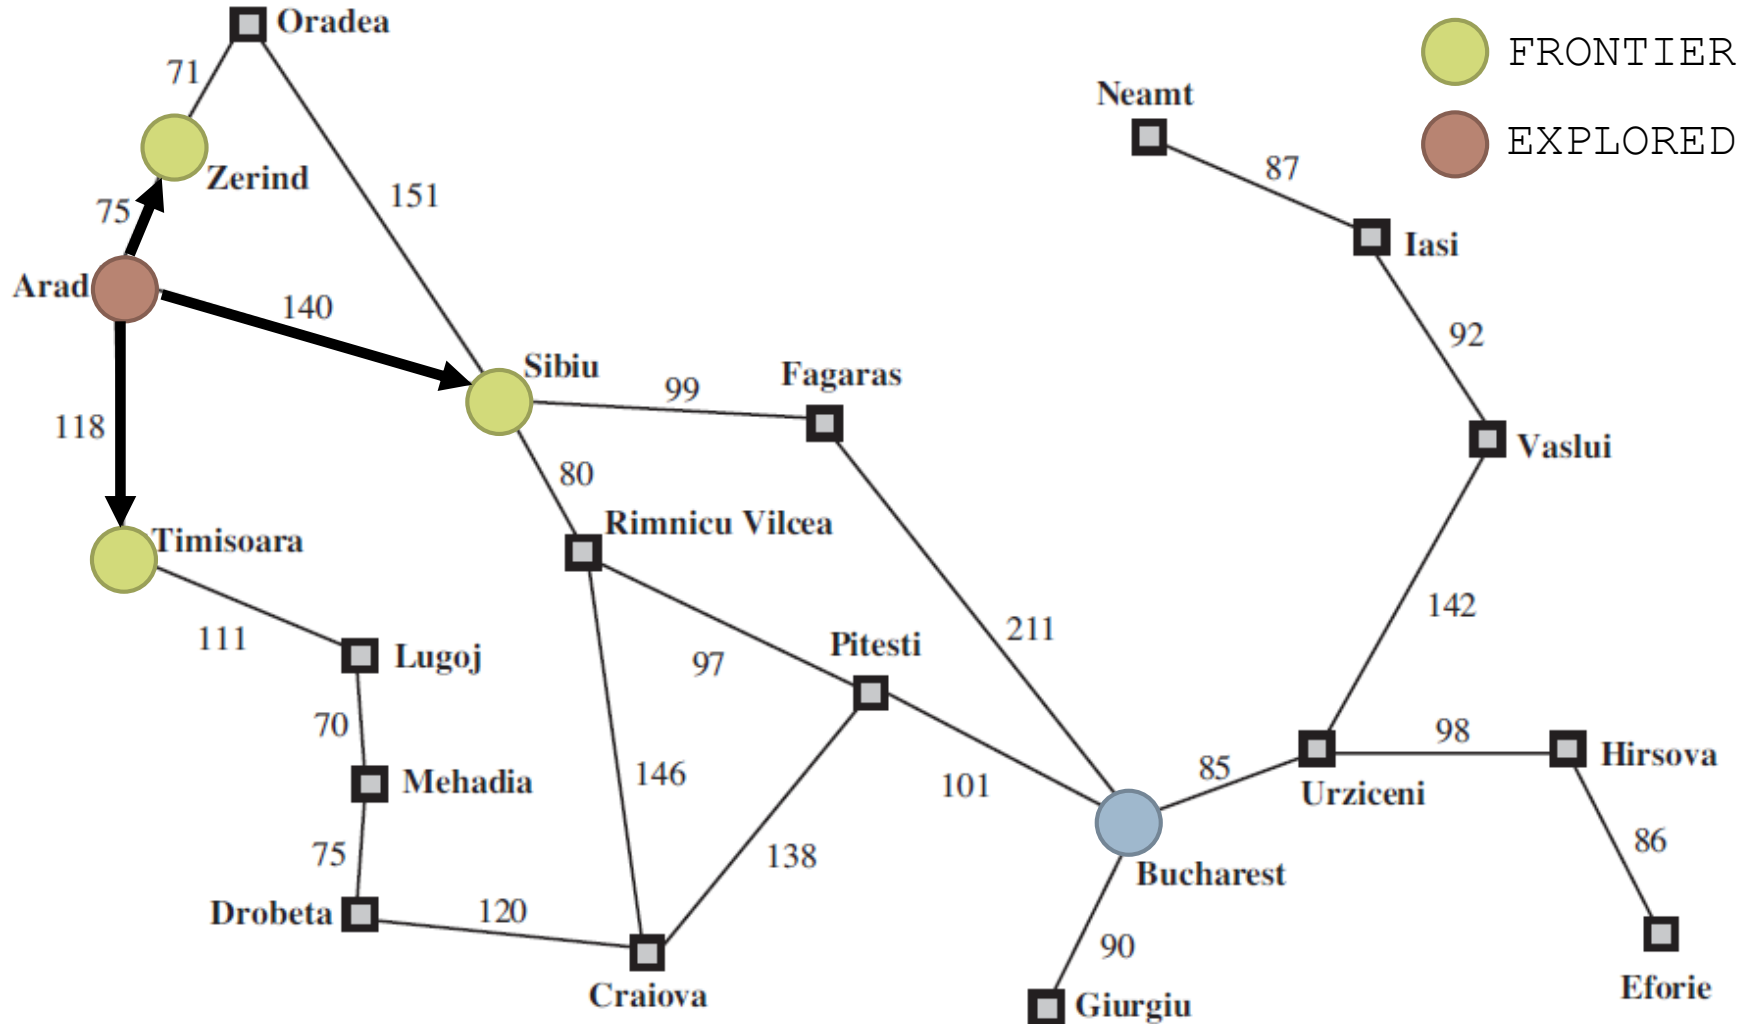 Oradea
FRONTIER
71
Neamt
EXPLORED
87
Zerind
151
75
Iasi
Arad
140
92
Sibiu
Fagaras
99
118
Vaslui
80
Rimnicu Vilcea
Timisoara
142
211
111
Lugoj
Pitesti
97
70
98
Hirsova
146
85
Mehadia
101
Urziceni
75
138
86
Bucharest
Drobeta
120
90
Craiova
Eforie
Giurgiu